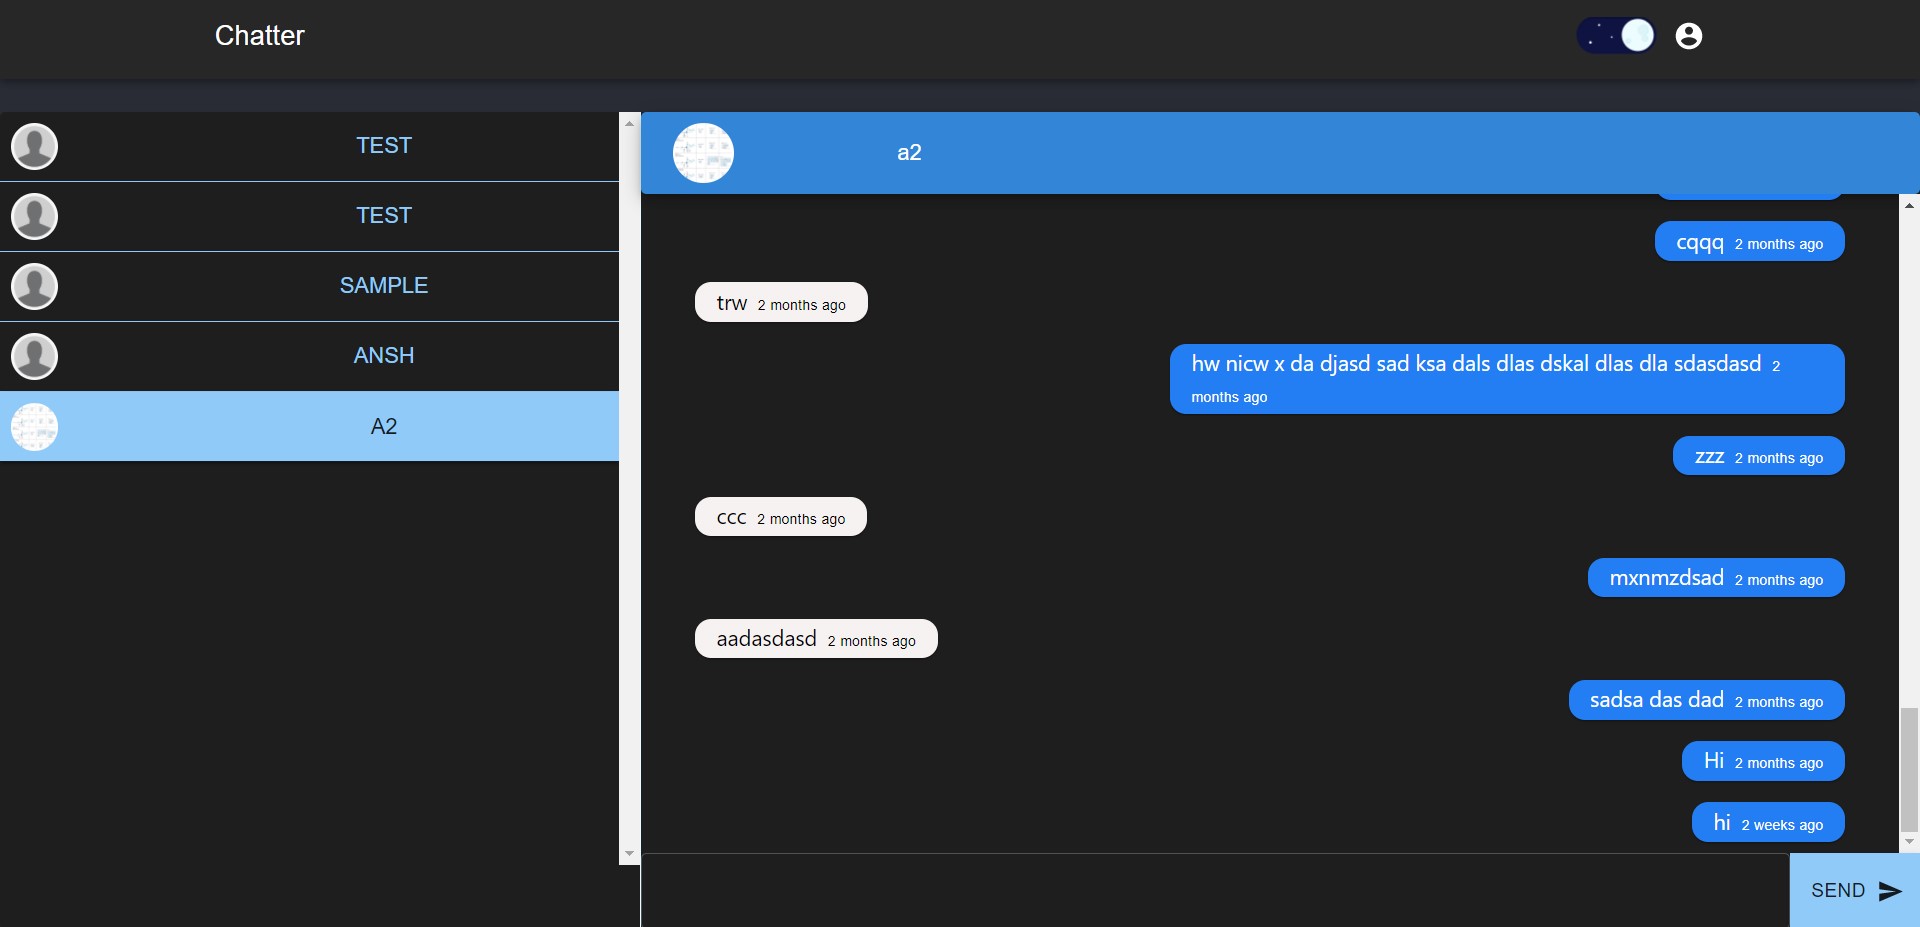 Chatter
TEST
TEST
SAMPLE
ANSH
A2
a2
cqqq 2 months ago
trw 2 months ago
hw nicw x da djasd sad ksa dals dlas dskal dlas dla sdasdasd 2
months ago
zzz 2 months ago
ccc 2 months ago
mxnmzdsad 2 months ago
aadasdasd 2 months ago
sadsa das dad 2 months ago
Hi 2 months ago
hi 2 weeks ago
SEND